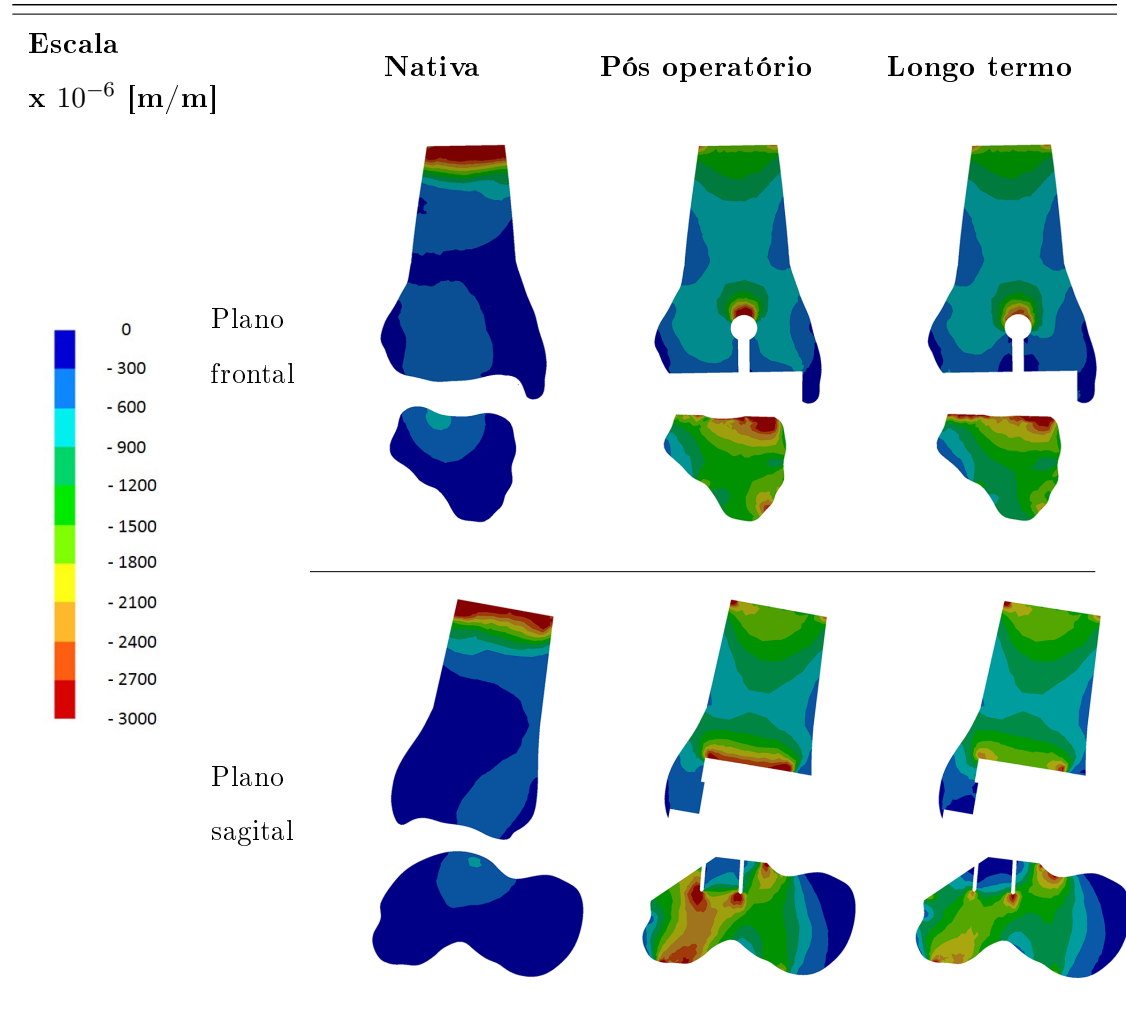 Escala
x 10⁻⁶ [m/m]
Nativa
Pós operatório
Longo termo
Plano
frontal
0
- 300
- 600
- 900
- 1200
- 1500
- 1800
- 2100
- 2400
- 2700
- 3000
Plano
sagital